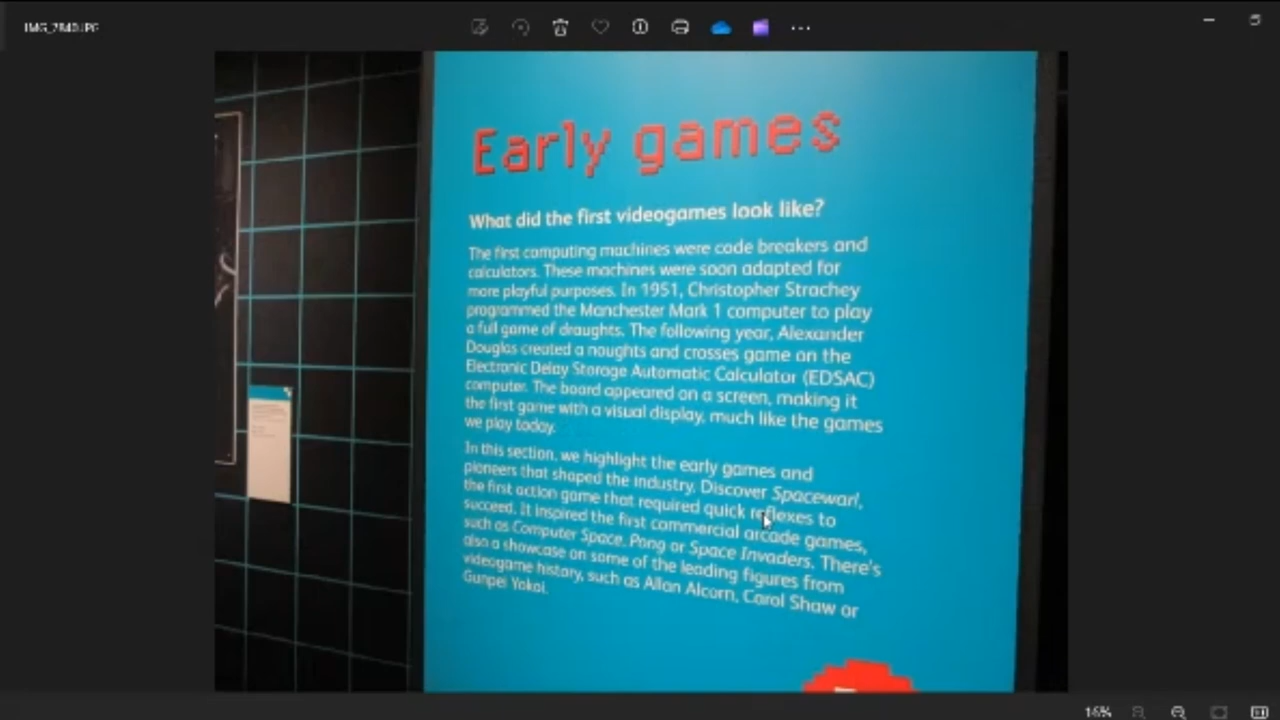 IMG_7840.JPG
Early games
What did the first videogames look like?
The first computing machines were code breakers and
calculators. These machines were soon adapted for
more playful purposes. In 1951, Christopher Strachey
programmed the Manchester Mark 1 computer to play
a full game of draughts. The following year, Alexander
Douglas created a noughts and crosses game on the
Electronic Delay Storage Automatic Calculator (EDSAC)
computer. The board appeared on a screen, making it
the first game with a visual display, much like the games
we play today.
In this section, we highlight the early games and
pioneers that shaped the industry. Discover Spacewar!,
the first action game that required quick reflexes to
succeed. It inspired the first commercial arcade games,
such as Computer Space, Pong or Space Invaders. There's
also a showcase on some of the leading figures from
videogame history, such as Allan Alcorn, Carol Shaw or
Gunpei Yokoi.
16%